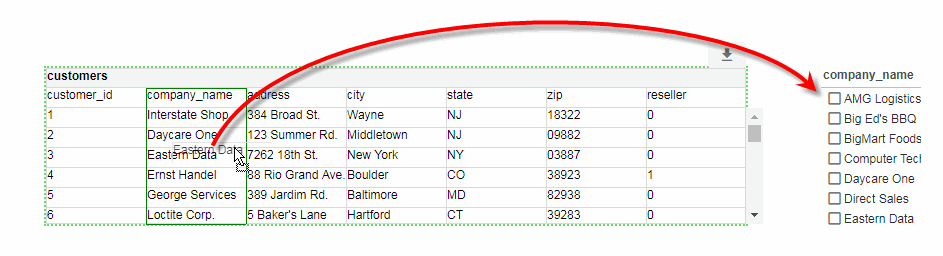 customers
customer_id company_name address city state zip reseller
1 Interstate Shop 384 Broad St. Wayne NJ 18322 0
2 Daycare One 123 Summer Rd. Middletown NJ 09882 0
Eastern Data
3 Eastern Data 7262 18th St. New York NY 03887 0
4 Ernst Handel 88 Rio Grand Ave. Boulder CO 38923 1
5 George Services 389 Jardim Rd. Baltimore MD 82938 0
6 Loctite Corp. 5 Baker's Lane Hartford CT 39283 0
company_name
AMG Logistics
Big Ed's BBQ
BigMart Foods
Computer Tech
Daycare One
Direct Sales
Eastern Data